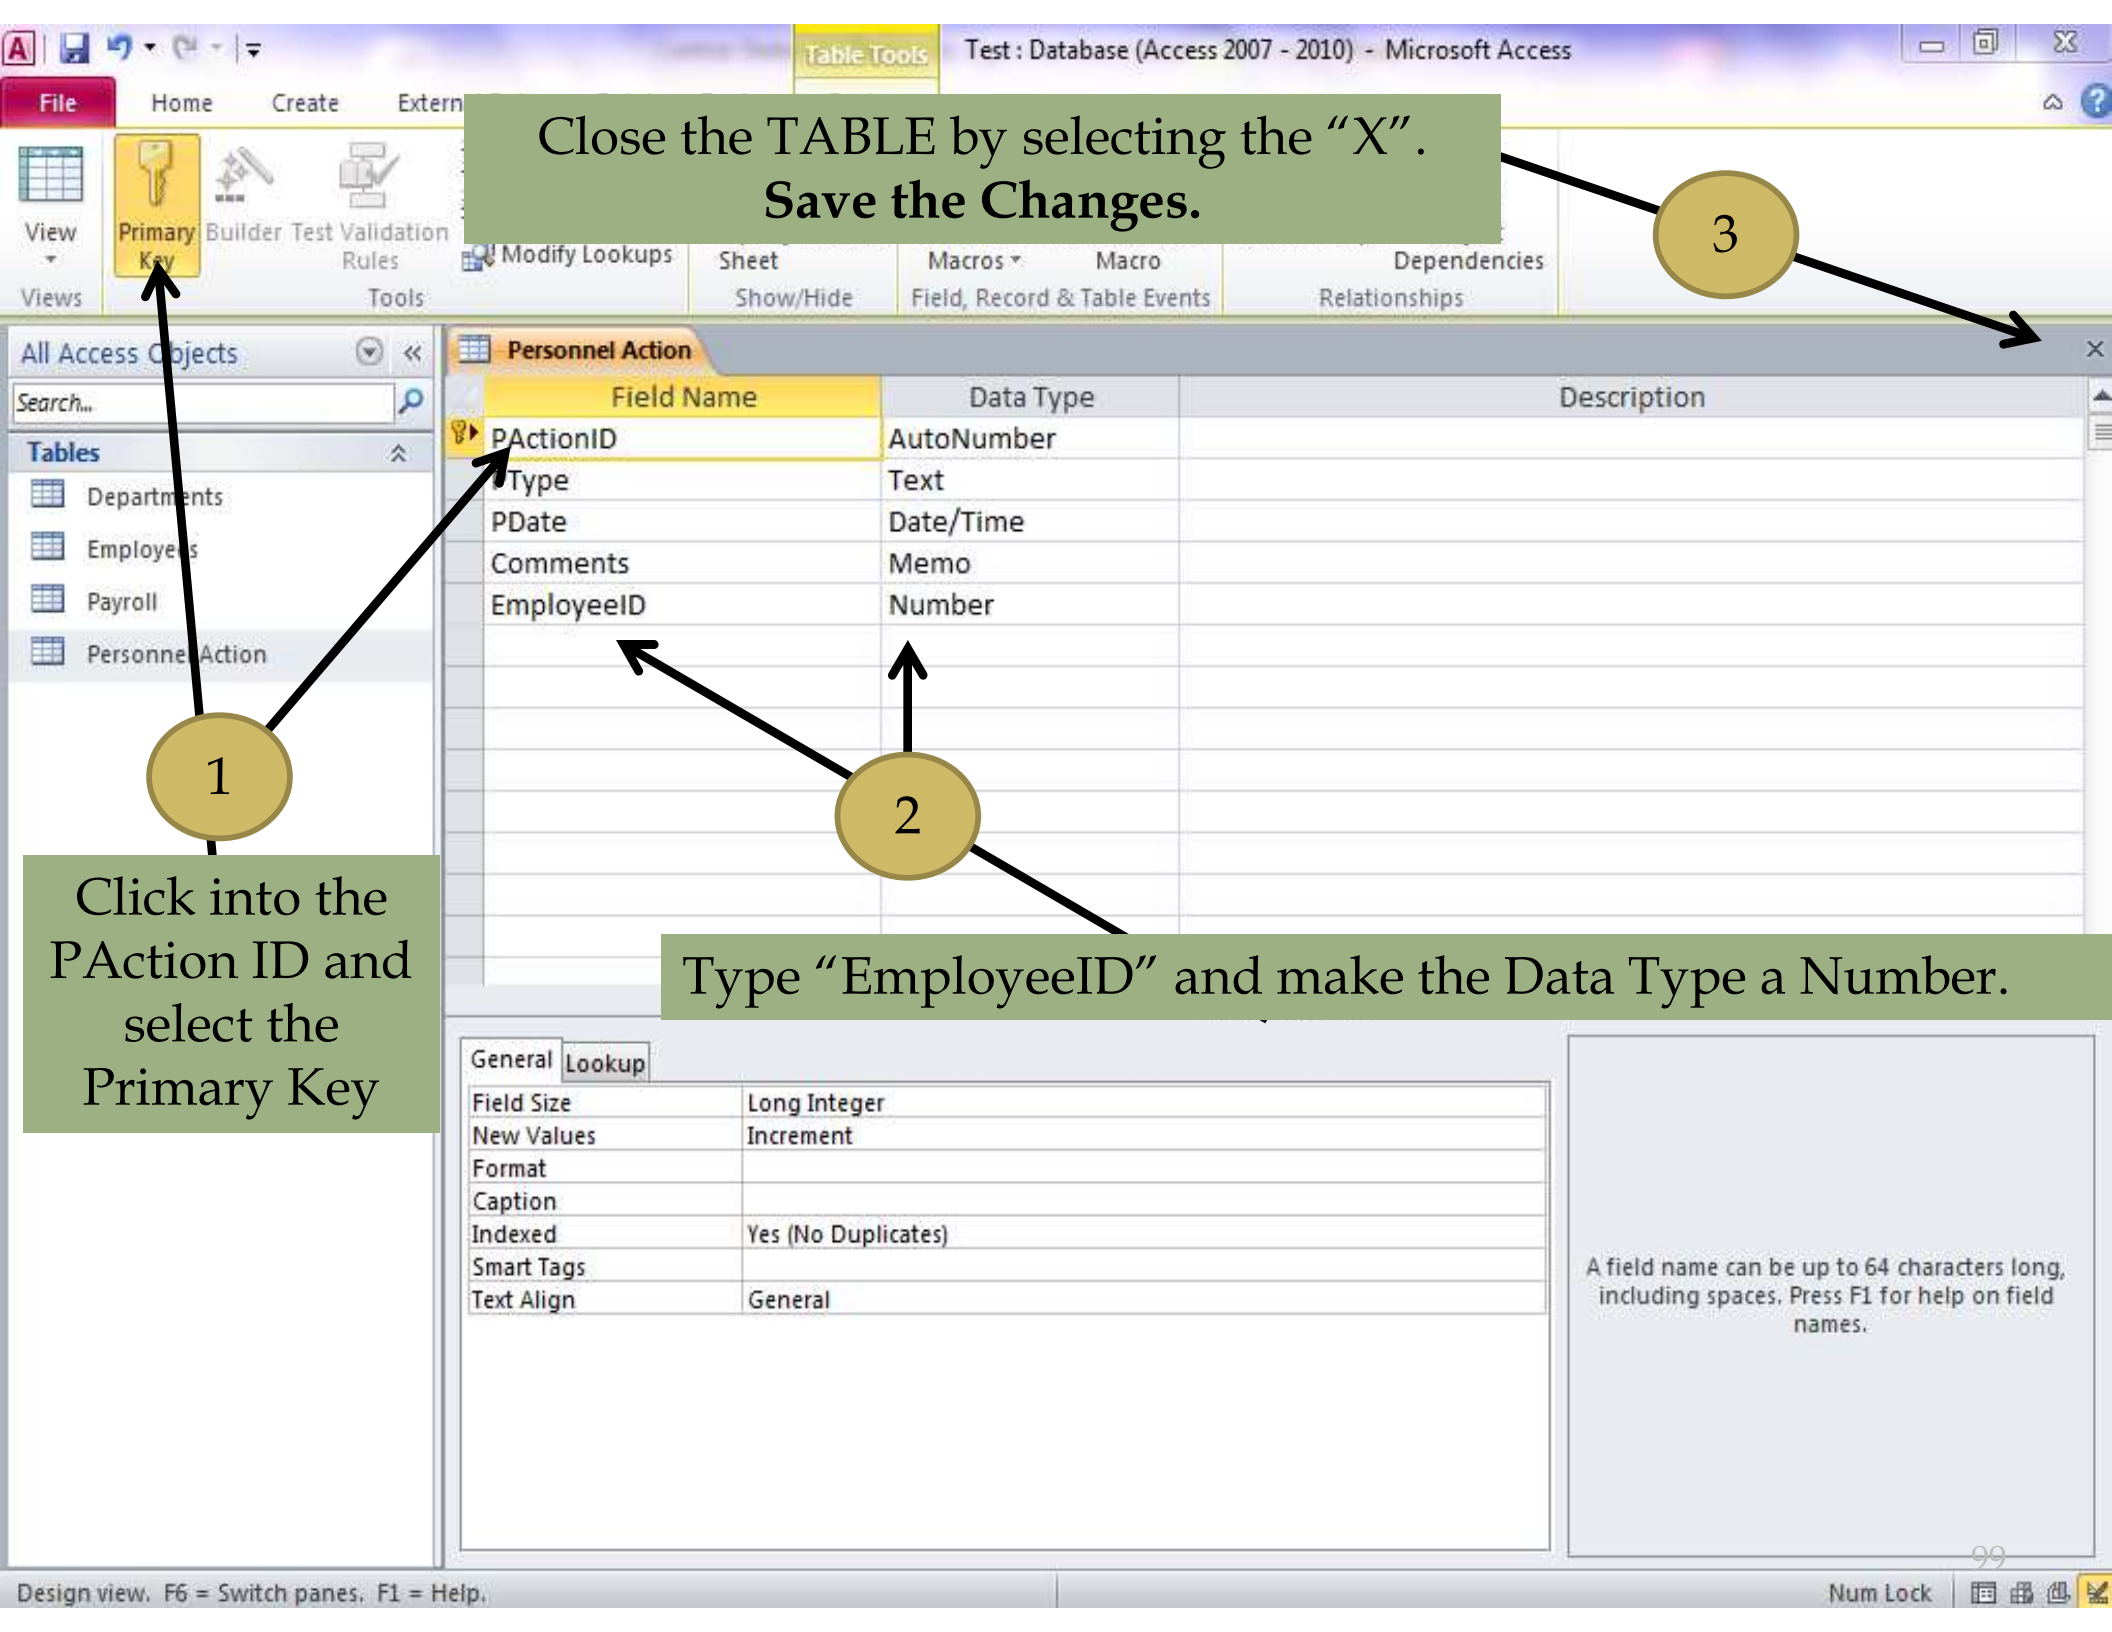 Table Tools
Test : Database (Access 2007 - 2010) - Microsoft Access
File Home Create
Close the TABLE by selecting the “X”.
Save the Changes.
3
View
Primary Key
Builder
Test Validation Rules
Modify Lookups
Sheet
Macros
Macro
Dependencies
Views
Tools
Show/Hide
Field, Record & Table Events
Relationships
All Access Objects
Search...
Tables
Departments
Employees
Payroll
Personnel Action
Personnel Action
Field Name Data Type Description
PActionID AutoNumber
PType Text
PDate Date/Time
Comments Memo
EmployeeID Number
1
2
Click into the
PAction ID and
select the
Primary Key
Type “EmployeeID” and make the Data Type a Number.
General Lookup
Field Size Long Integer
New Values Increment
Format
Caption
Indexed Yes (No Duplicates)
Smart Tags
Text Align General
A field name can be up to 64 characters long,
including spaces. Press F1 for help on field
names.
99
Design view. F6 = Switch panes. F1 = Help.
Num Lock